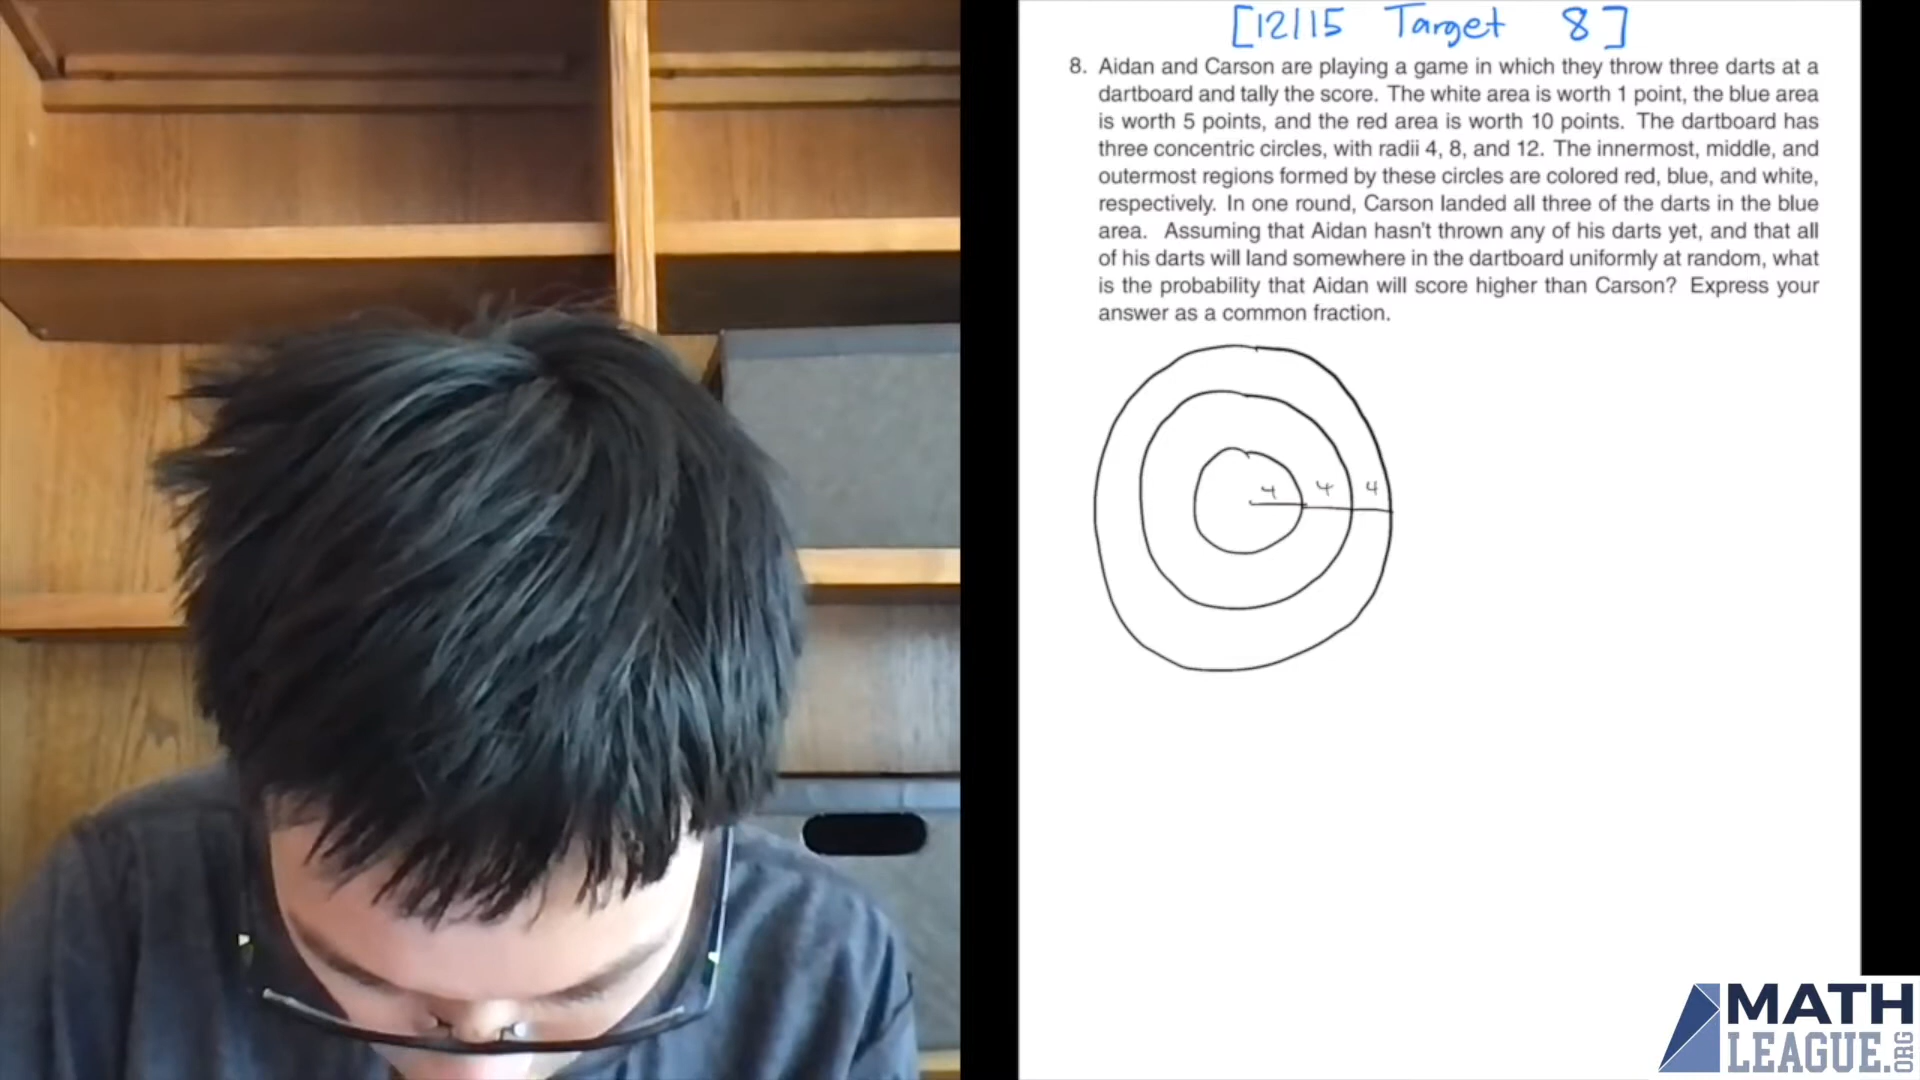 [12/15 Target 8]
8. Aidan and Carson are playing a game in which they throw three darts at a
dartboard and tally the score. The white area is worth 1 point, the blue area
is worth 5 points, and the red area is worth 10 points. The dartboard has
three concentric circles, with radii 4, 8, and 12. The innermost, middle, and
outermost regions formed by these circles are colored red, blue, and white,
respectively. In one round, Carson landed all three of the darts in the blue
area. Assuming that Aidan hasn't thrown any of his darts yet, and that all
of his darts will land somewhere in the dartboard uniformly at random, what
is the probability that Aidan will score higher than Carson? Express your
answer as a common fraction.
4 4 4
MATH
LEAGUE.ORG